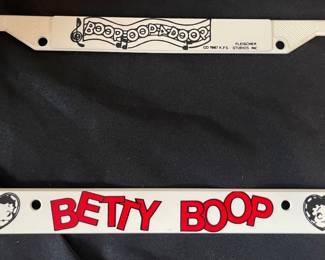 BOOP-OOP-A-DOOP
FLEISCHER
STUDIOS INC
BETTY BOOP